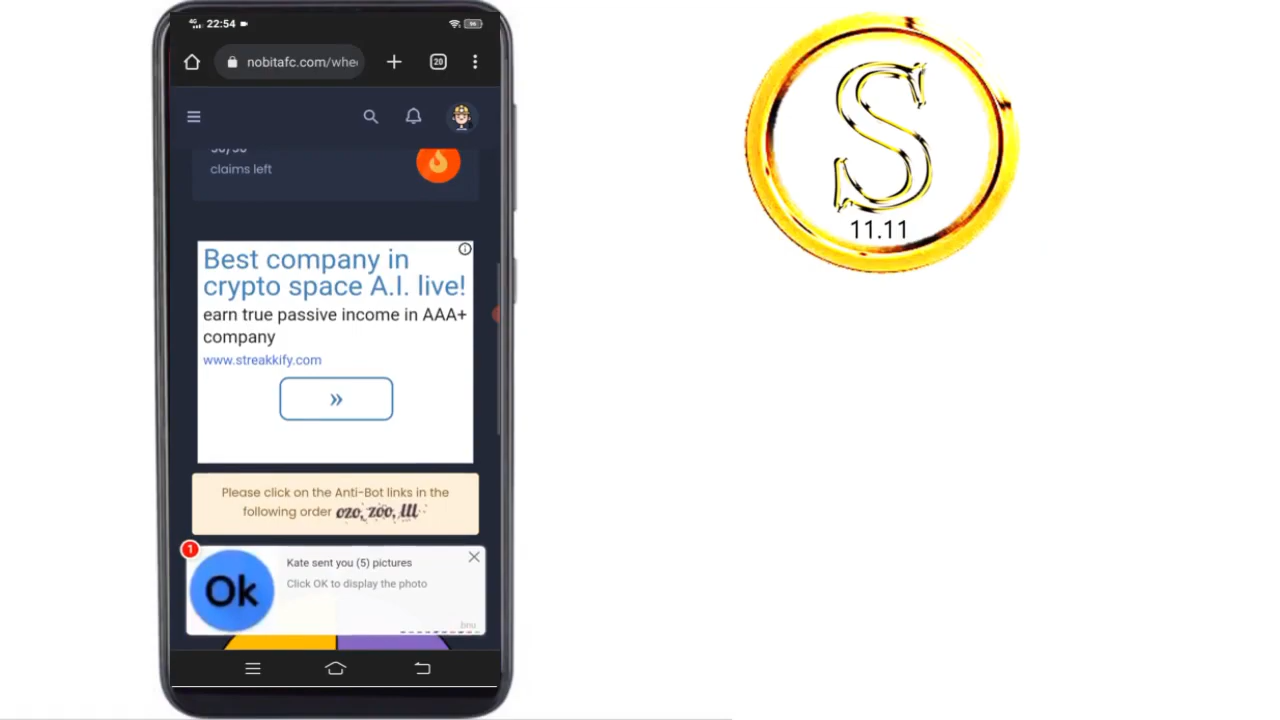 4G 22:54
nobitafc.com/whe
20
claims left
Best company in
crypto space A.I. live!
earn true passive income in AAA+
company
www.streakkify.com
»
Please click on the Anti-Bot links in the
following order ozo, zoo, lll
1
Ok
Kate sent you (5) pictures
Click OK to display the photo
S
11.11